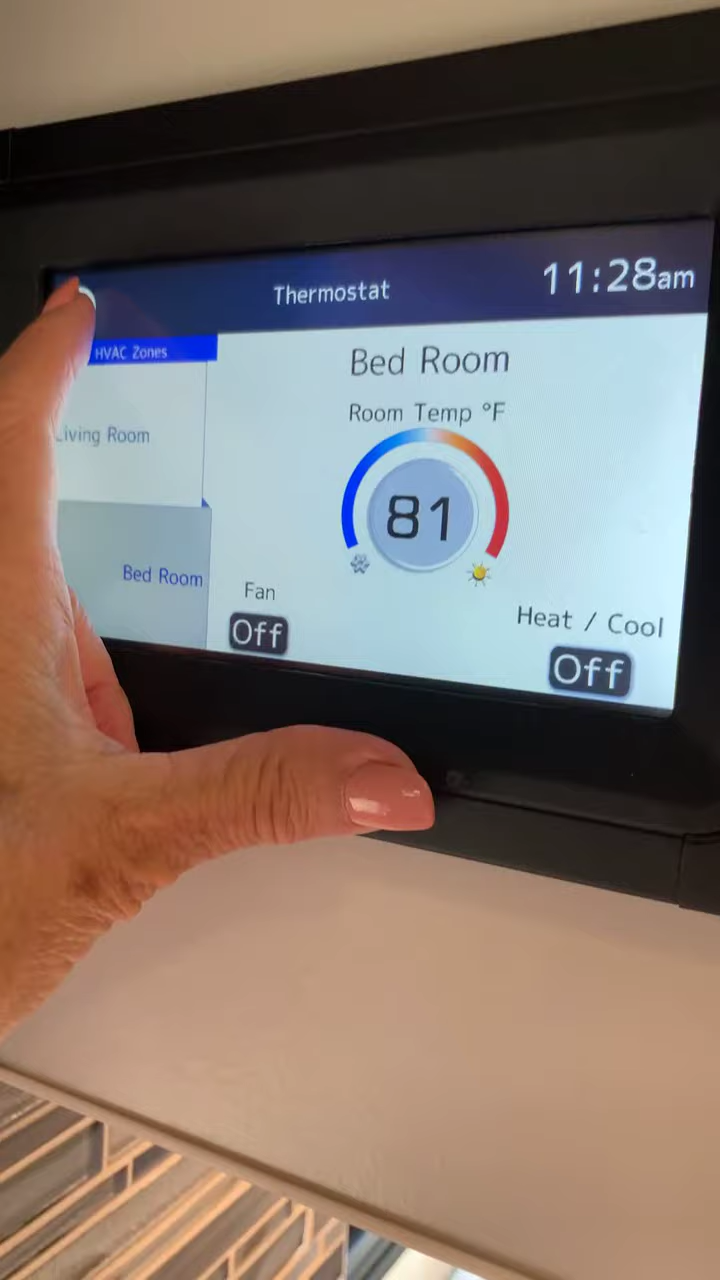 Thermostat
11:28am
HVAC Zones
Living Room
Bed Room
Bed Room
Room Temp °F
81
Fan
Off
Heat / Cool
Off